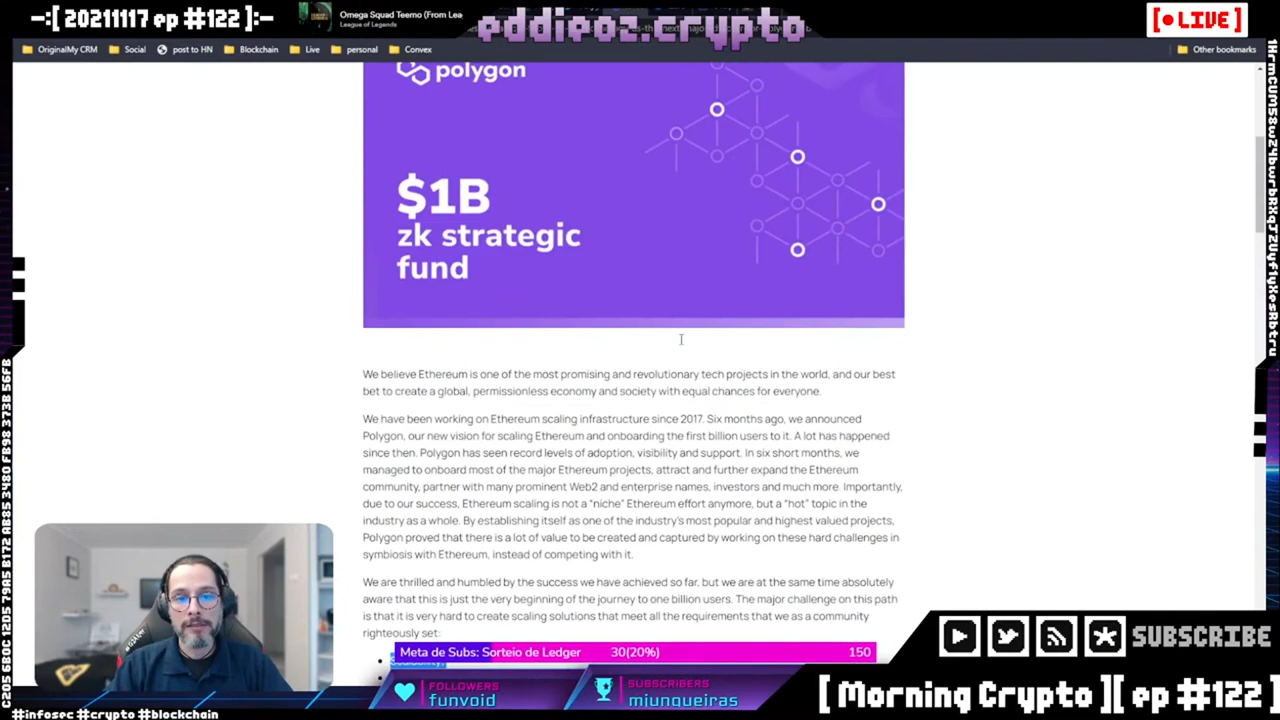 -:[ 20211117 ep #122 ]:-
Omega Squad Teemo (From Lea
League of Legends
eddieoz.crypto
[ • LIVE ]
OriginalMy CRM
Social
post to HN
Blockchain
Live
personal
Convex
Other bookmarks
polygon
$1B
zk strategic
fund
We believe Ethereum is one of the most promising and revolutionary tech projects in the world, and our best
bet to create a global, permissionless economy and society with equal chances for everyone.
We have been working on Ethereum scaling infrastructure since 2017. Six months ago, we announced
Polygon, our new vision for scaling Ethereum and onboarding the first billion users to it. A lot has happened
since then. Polygon has seen record levels of adoption, visibility and support. In six short months, we
managed to onboard most of the major Ethereum projects, attract and further expand the Ethereum
community, partner with many prominent Web2 and enterprise names, investors and much more. Importantly,
due to our success, Ethereum scaling is not a “niche” Ethereum effort anymore, but a “hot” topic in the
industry as a whole. By establishing itself as one of the industry’s most popular and highest valued projects,
Polygon proved that there is a lot of value to be created and captured by working on these hard challenges in
symbiosis with Ethereum, instead of competing with it.
We are thrilled and humbled by the success we have achieved so far, but we are at the same time absolutely
aware that this is just the very beginning of the journey to one billion users. The major challenge on this path
is that it is very hard to create scaling solutions that meet all the requirements that we as a community
righteously set:
Meta de Subs: Sorteio de Ledger 30(20%) 150
FOLLOWERS
funvoid
SUBSCRIBERS
mjunqueiras
SUBSCRIBE
[ Morning Crypto ][ ep #122 ]
#infosec #crypto #blockchain
C205 5B0C 12D5 79A5 B172 AB35 3480 FB98 373B 56FB